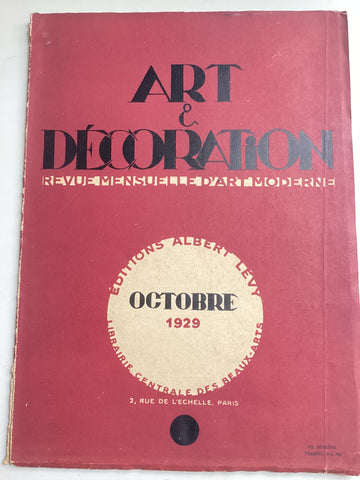 ART
&
DÉCORATION
REVUE MENSUELLE D'ART MODERNE
ÉDITIONS ALBERT LÉVY
OCTOBRE
1929
LIBRAIRIE CENTRALE DES BEAUX-ARTS
2, RUE DE L'ECHELLE, PARIS